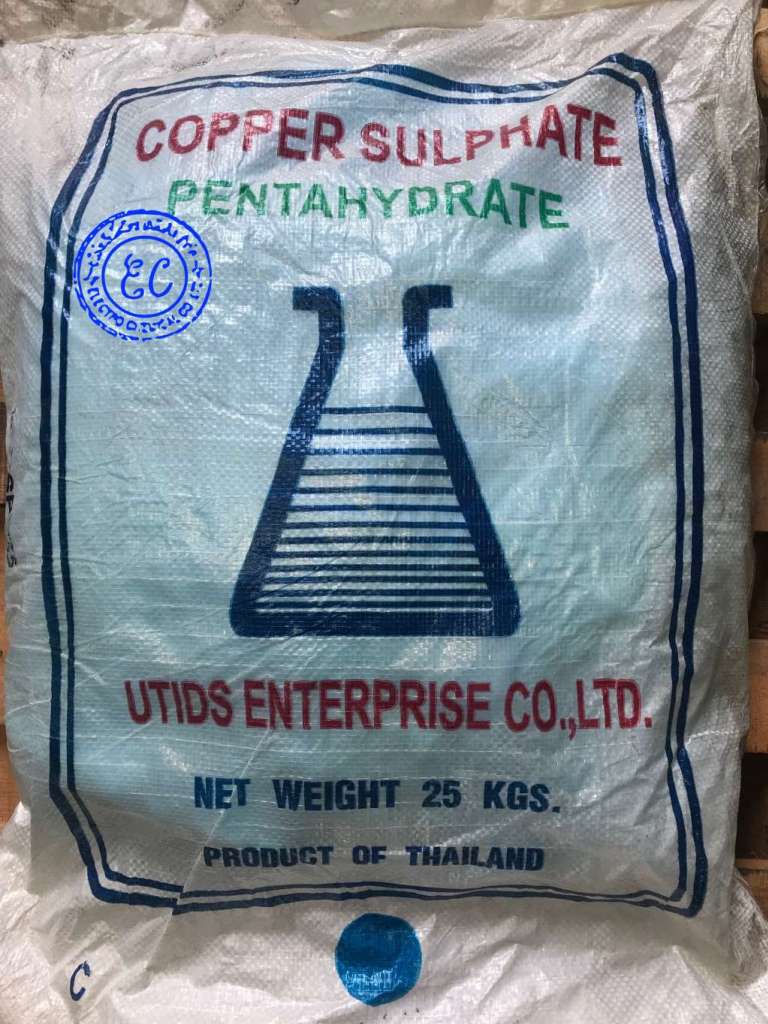 COPPER SULPHATE
PENTAHYDRATE
EC
UTIDS ENTERPRISE CO.,LTD.
NET WEIGHT 25 KGS.
PRODUCT OF THAILAND
C